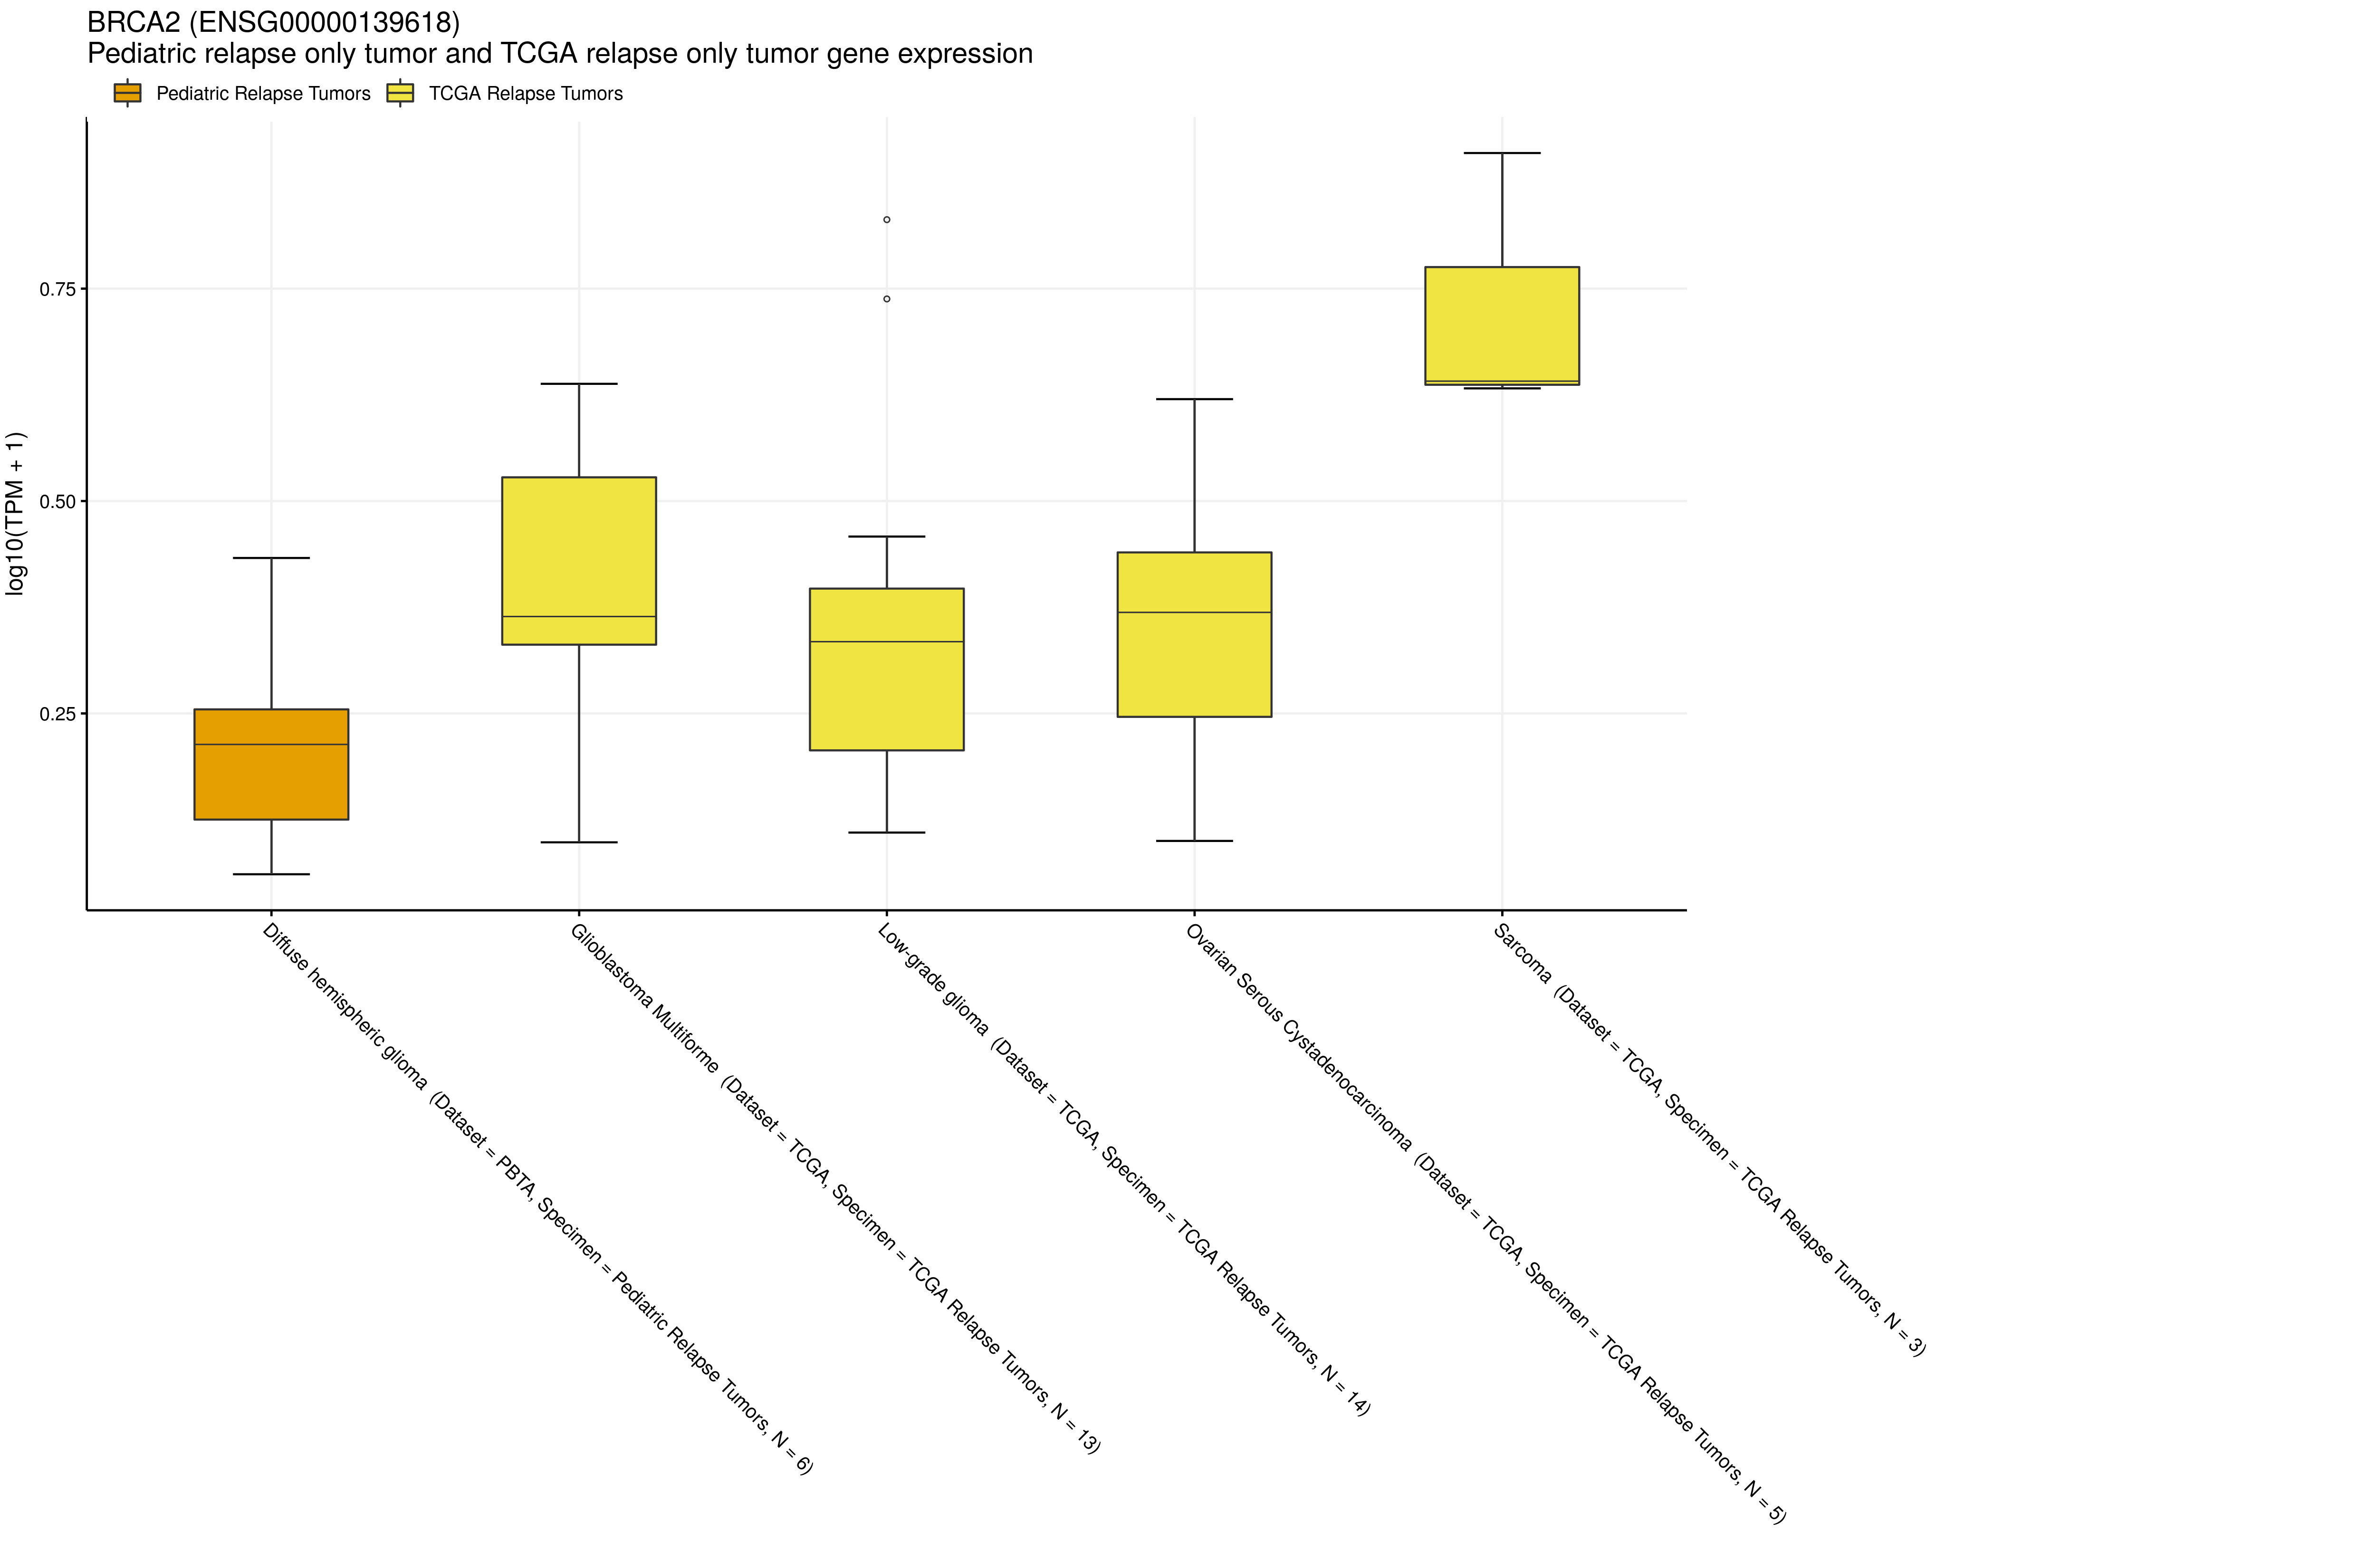 BRCA2 (ENSG00000139618)
Pediatric relapse only tumor and TCGA relapse only tumor gene expression
Pediatric Relapse Tumors
TCGA Relapse Tumors
log10(TPM + 1)
0.75
0.50
0.25
Diffuse hemispheric glioma (Dataset = PBTA, Specimen = Pediatric Relapse Tumors, N = 6)
Glioblastoma Multiforme (Dataset = TCGA, Specimen = TCGA Relapse Tumors, N = 13)
Low-grade glioma (Dataset = TCGA, Specimen = TCGA Relapse Tumors, N = 14)
Ovarian Serous Cystadenocarcinoma (Dataset = TCGA, Specimen = TCGA Relapse Tumors, N = 5)
Sarcoma (Dataset = TCGA, Specimen = TCGA Relapse Tumors, N = 3)